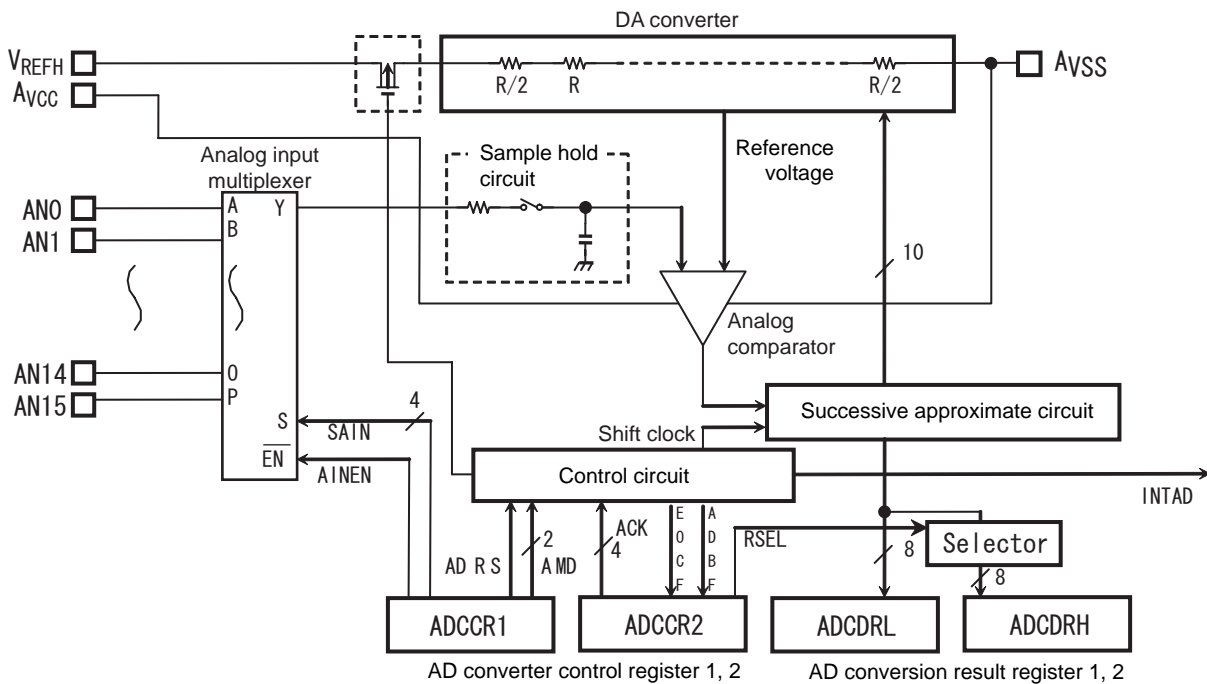 DA converter
VREFH
AVCC
R/2
R
R/2
AVSS
Analog input
multiplexer
Sample hold
circuit
Reference
voltage
AN0
AN1
A
B
Y
10
Analog
comparator
AN14
AN15
O
P
S
EN
4
SAIN
AINEN
Successive approximate circuit
Shift clock
Control circuit
INTAD
AD R S
2
AMD
ACK
4
EOCF
ADBF
RSEL
8
Selector
8
ADCCR1
ADCCR2
ADCDRL
ADCDRH
AD converter control register 1, 2
AD conversion result register 1, 2